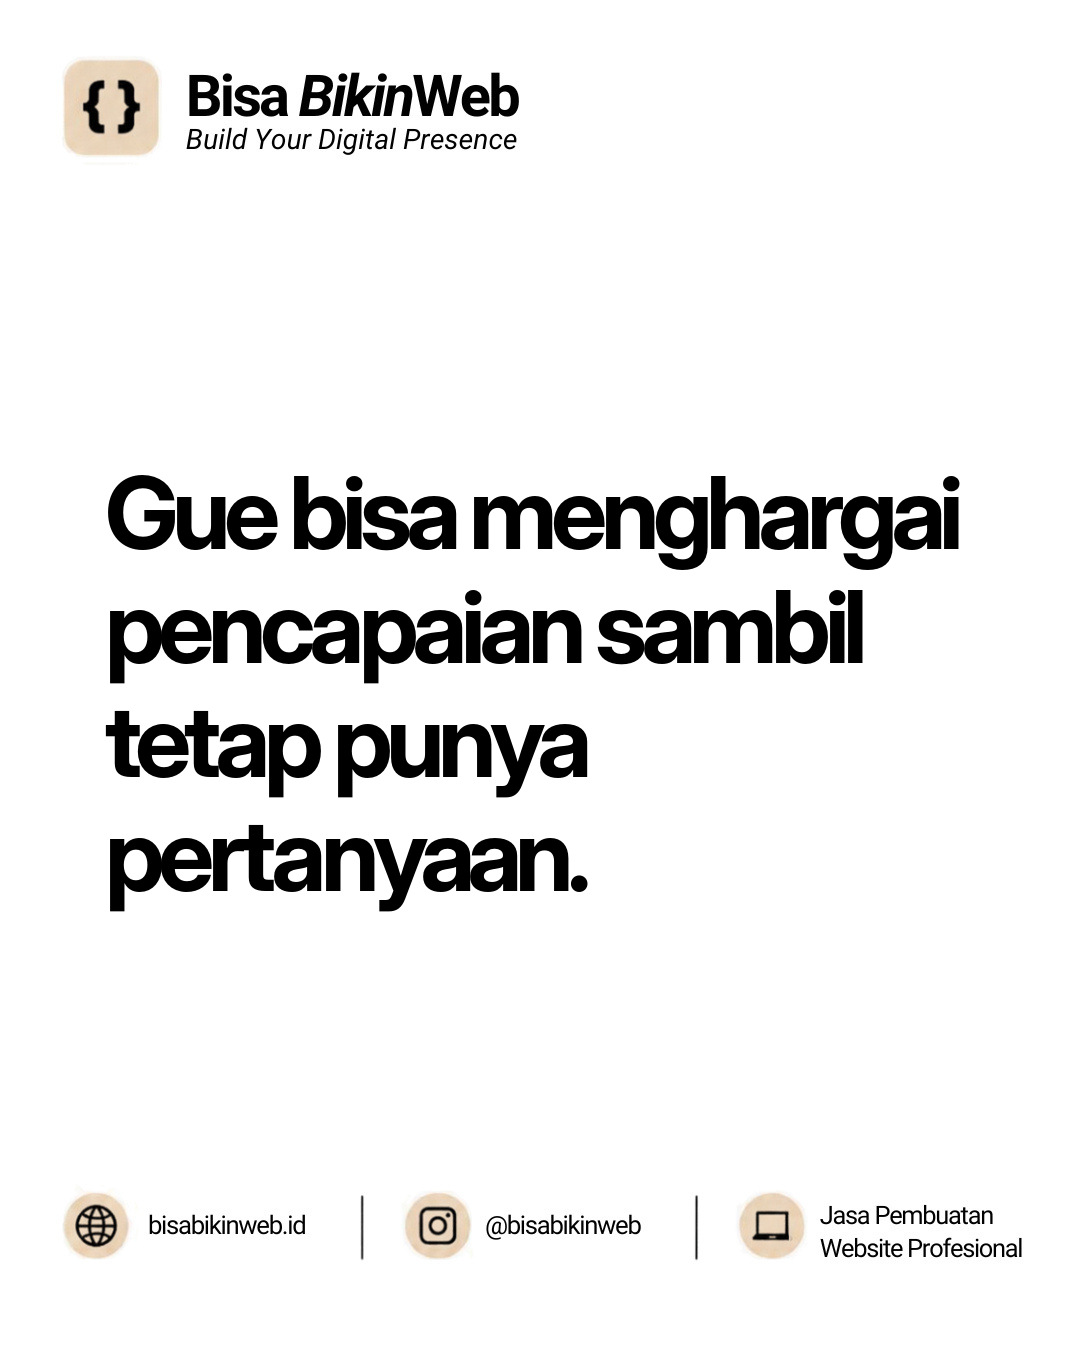 Bisa BikinWeb
Build Your Digital Presence
Gue bisa menghargai
pencapaian sambil
tetap punya
pertanyaan.
bisabikinweb.id
@bisabikinweb
Jasa Pembuatan
Website Profesional